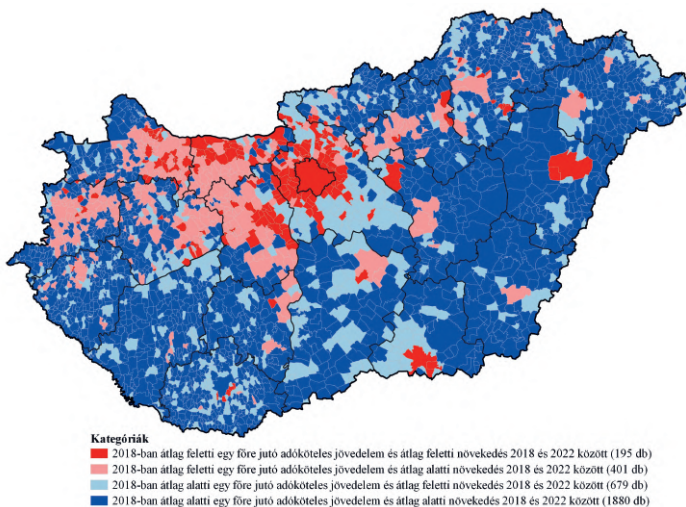 Kategóriák
2018-ban átlag feletti egy főre jutó adóköteles jövedelem és átlag feletti növekedés 2018 és 2022 között (195 db)
2018-ban átlag feletti egy főre jutó adóköteles jövedelem és átlag alatti növekedés 2018 és 2022 között (401 db)
2018-ban átlag alatti egy főre jutó adóköteles jövedelem és átlag feletti növekedés 2018 és 2022 között (679 db)
2018-ban átlag alatti egy főre jutó adóköteles jövedelem és átlag alatti növekedés 2018 és 2022 között (1880 db)